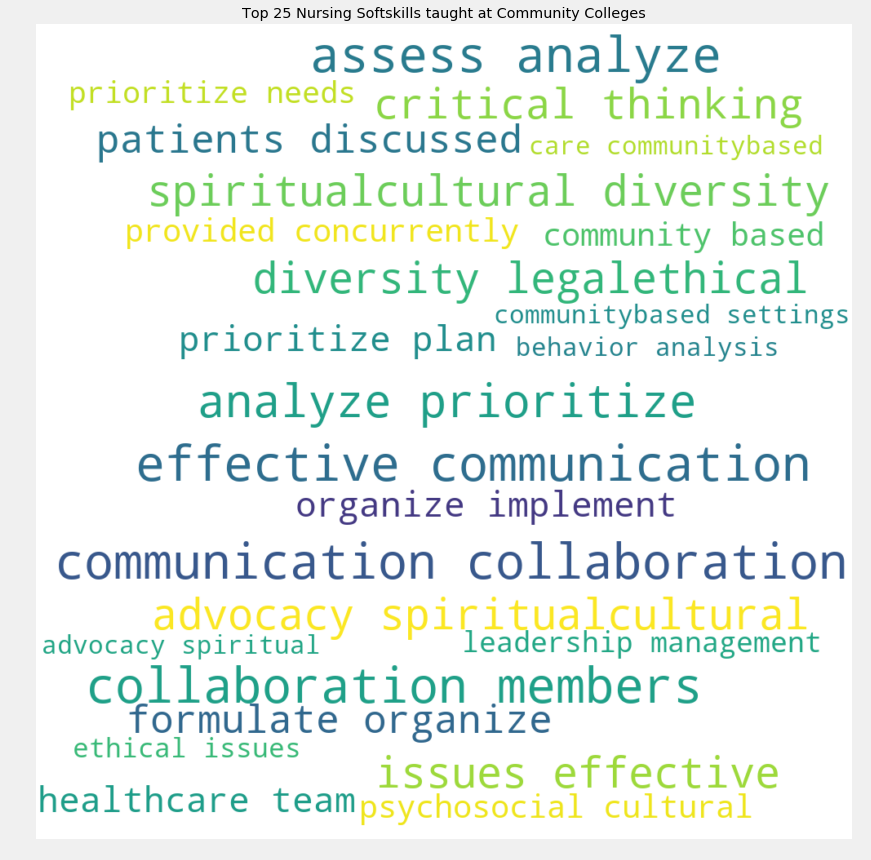 Top 25 Nursing Softskills taught at Community Colleges
assess analyze
prioritize needs
critical thinking
patients discussed
care communitybased
spiritualcultural diversity
provided concurrently
community based
diversity legalethical
communitybased settings
prioritize plan
behavior analysis
analyze prioritize
effective communication
organize implement
communication collaboration
advocacy spiritualcultural
advocacy spiritual
leadership management
collaboration members
formulate organize
ethical issues
issues effective
healthcare team
psychosocial cultural